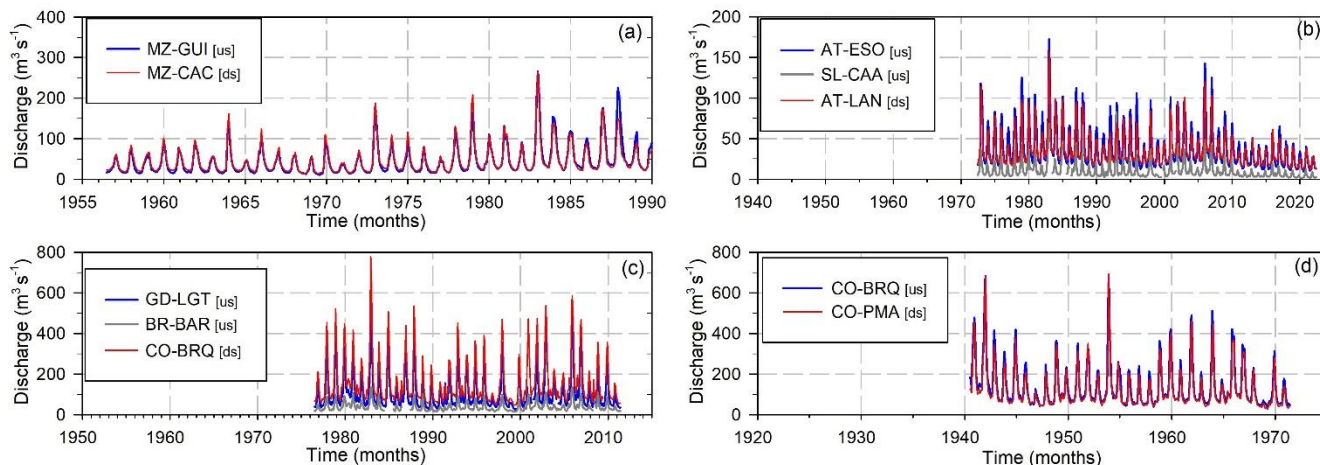 (a)
Discharge (m³ s⁻¹)
400
300
200
100
0
MZ-GUI [us]
MZ-CAC [ds]
1955 1960 1965 1970 1975 1980 1985 1990
Time (months)
(b)
Discharge (m³ s⁻¹)
200
150
100
50
0
AT-ESO [us]
SL-CAA [us]
AT-LAN [ds]
1940 1950 1960 1970 1980 1990 2000 2010 2020
Time (months)
(c)
Discharge (m³ s⁻¹)
800
600
400
200
0
GD-LGT [us]
BR-BAR [us]
CO-BRQ [ds]
1950 1960 1970 1980 1990 2000 2010
Time (months)
(d)
Discharge (m³ s⁻¹)
800
600
400
200
0
CO-BRQ [us]
CO-PMA [ds]
1920 1930 1940 1950 1960 1970
Time (months)